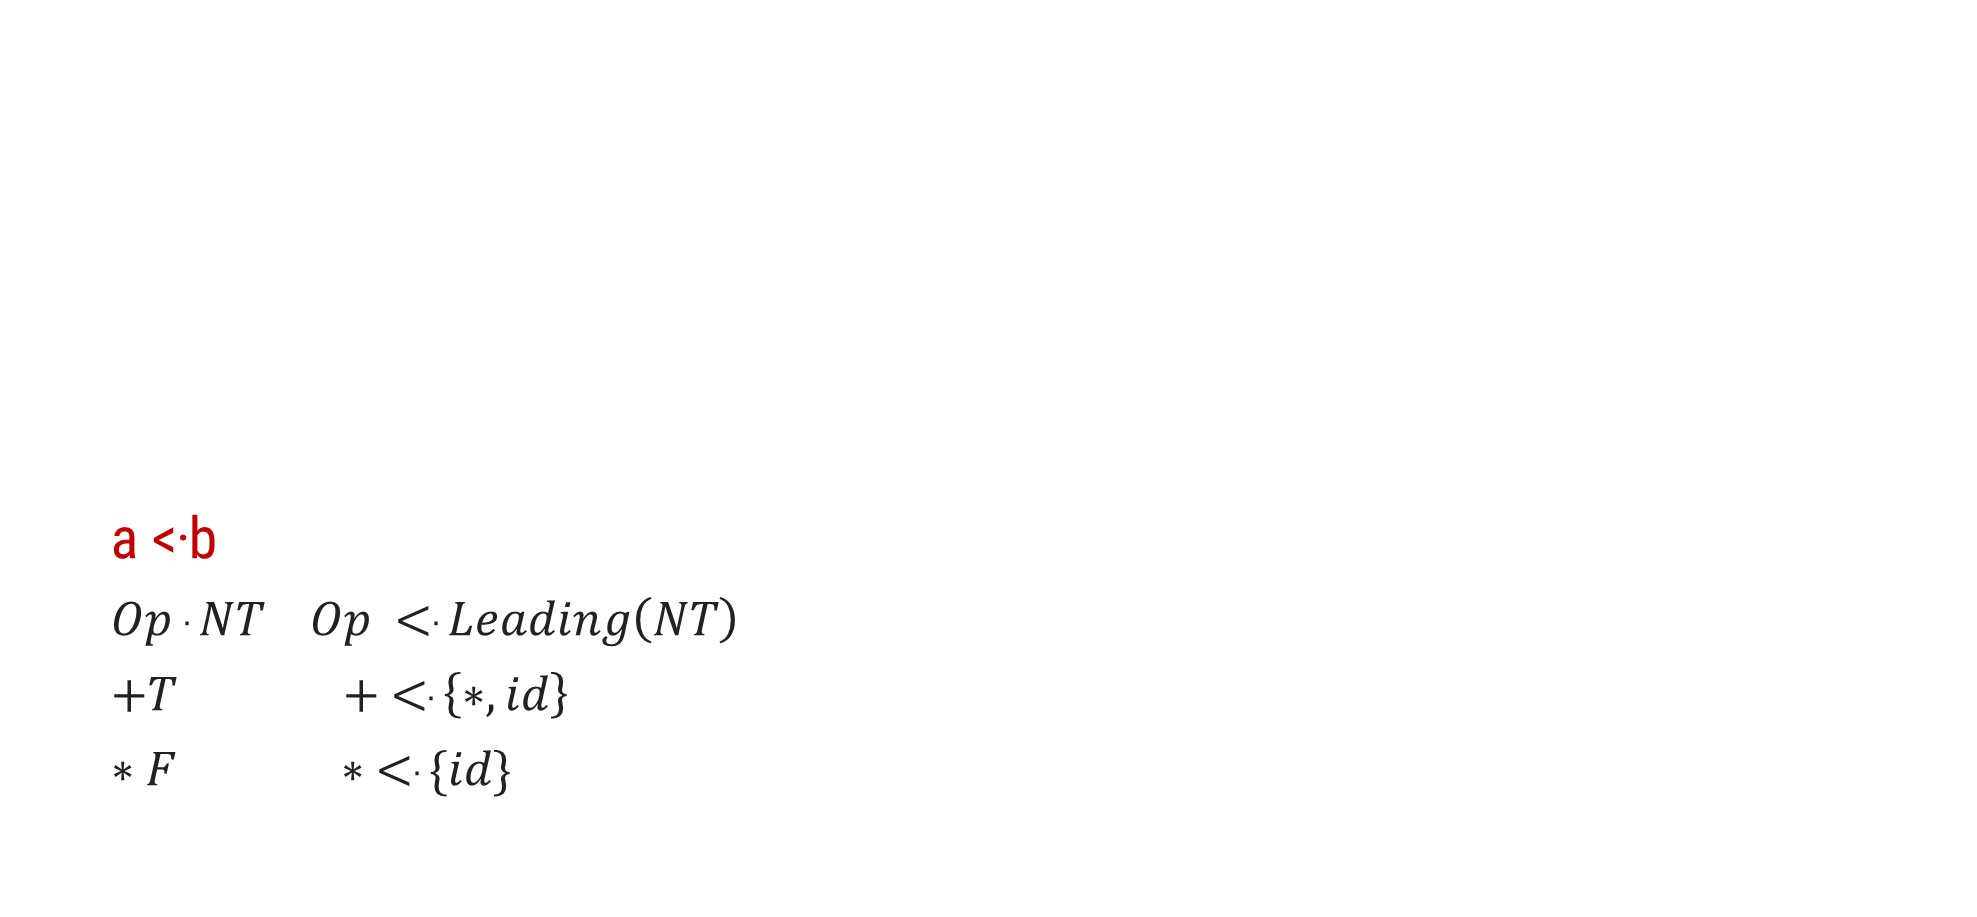 a <·b
Op · NT Op <· Leading(NT)
+T + <· {∗, id}
∗ F ∗ <· {id}